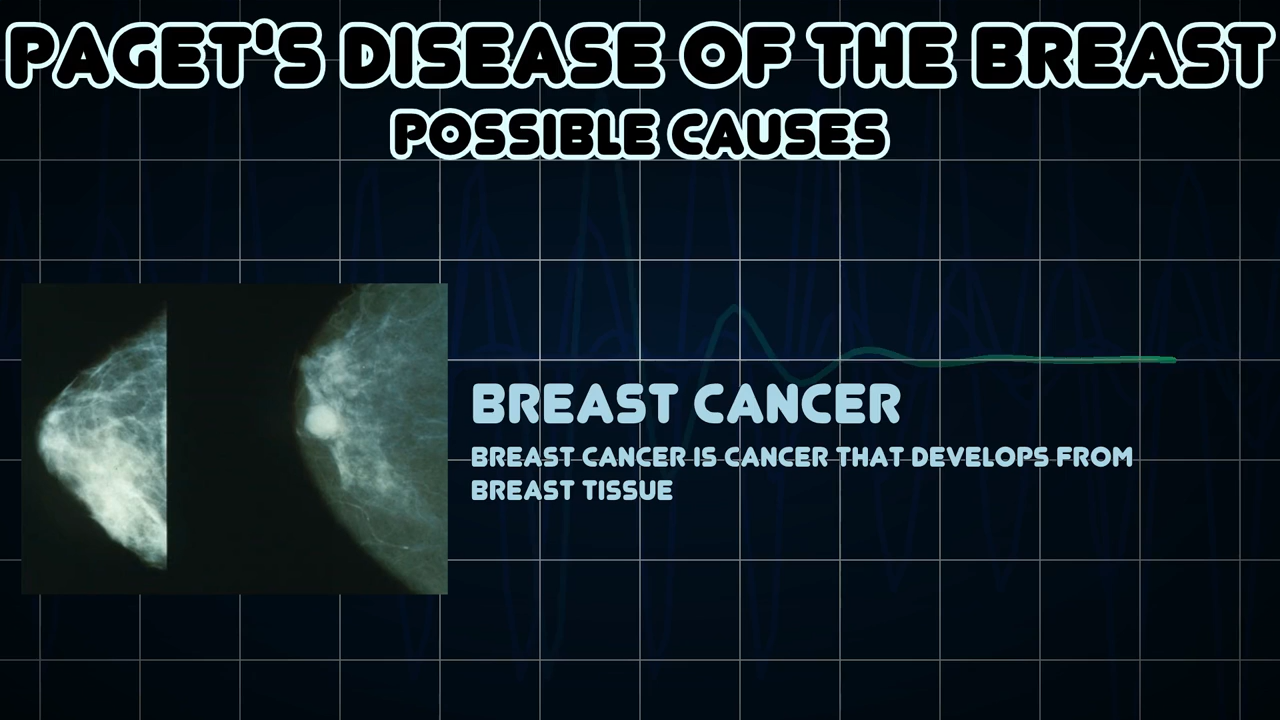 PAGET'S DISEASE OF THE BREAST
POSSIBLE CAUSES
BREAST CANCER
BREAST CANCER IS CANCER THAT DEVELOPS FROM
BREAST TISSUE